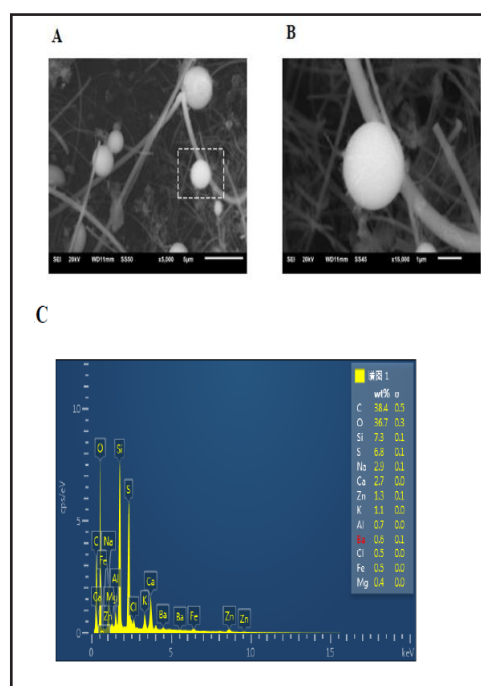 A
B
SEI 20kV WD11mm SS50 x5,000 5µm
SEI 20kV WD11mm SS45 x15,000 1µm
C
谱图 1
wt% σ
C 38.4 0.5
O 36.7 0.3
Si 7.3 0.1
S 6.8 0.1
Na 2.9 0.1
Ca 2.7 0.0
Zn 1.3 0.1
K 1.1 0.0
Al 0.7 0.0
Ba 0.6 0.1
Cl 0.5 0.0
Fe 0.5 0.0
Mg 0.4 0.0
cps/eV
10
5
0
O
Si
S
C
Na
Fe
Al
Ca
Mg
Zn
Cl
K
Ca
Ba
Ba
Fe
Zn
Zn
0 5 10 15 keV